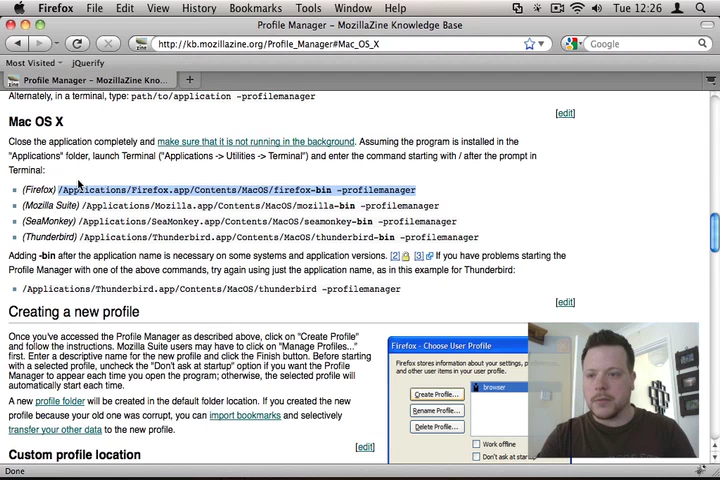 Firefox File Edit View History Bookmarks Tools Window Help Tue 12:26
Profile Manager - MozillaZine Knowledge Base
http://kb.mozillazine.org/Profile_Manager#Mac_OS_X
Google
Most Visited jQuerify
Profile Manager - MozillaZine Kno...
Alternately, in a terminal, type: path/to/application -profilemanager
[edit]
Mac OS X
Close the application completely and make sure that it is not running in the background. Assuming the program is installed in the
"Applications" folder, launch Terminal ("Applications -> Utilities -> Terminal") and enter the command starting with / after the prompt in
Terminal:
(Firefox) /Applications/Firefox.app/Contents/MacOS/firefox-bin -profilemanager
(Mozilla Suite) /Applications/Mozilla.app/Contents/MacOS/mozilla-bin -profilemanager
(SeaMonkey) /Applications/SeaMonkey.app/Contents/MacOS/seamonkey-bin -profilemanager
(Thunderbird) /Applications/Thunderbird.app/Contents/MacOS/thunderbird-bin -profilemanager
Adding -bin after the application name is necessary on some systems and application versions. [2] [3] If you have problems starting the
Profile Manager with one of the above commands, try again using just the application name, as in this example for Thunderbird:
/Applications/Thunderbird.app/Contents/MacOS/thunderbird -profilemanager
[edit]
Creating a new profile
Once you've accessed the Profile Manager as described above, click on "Create Profile"
and follow the instructions. Mozilla Suite users may have to click on "Manage Profiles..."
first. Enter a descriptive name for the new profile and click the Finish button. Before starting
with a selected profile, uncheck the "Don't ask at startup" option if you want the Profile
Manager to appear each time you open the program; otherwise, the selected profile will
automatically start each time.
A new profile folder will be created in the default folder location. If you created the new
profile because your old one was corrupt, you can import bookmarks and selectively
transfer your other data to the new profile.
[edit]
Custom profile location
Firefox - Choose User Profile
Firefox stores information about your settings,
and other user items in your user profile.
Create Profile...
Rename Profile...
Delete Profile...
browser
Work offline
Don't ask at startup
Done